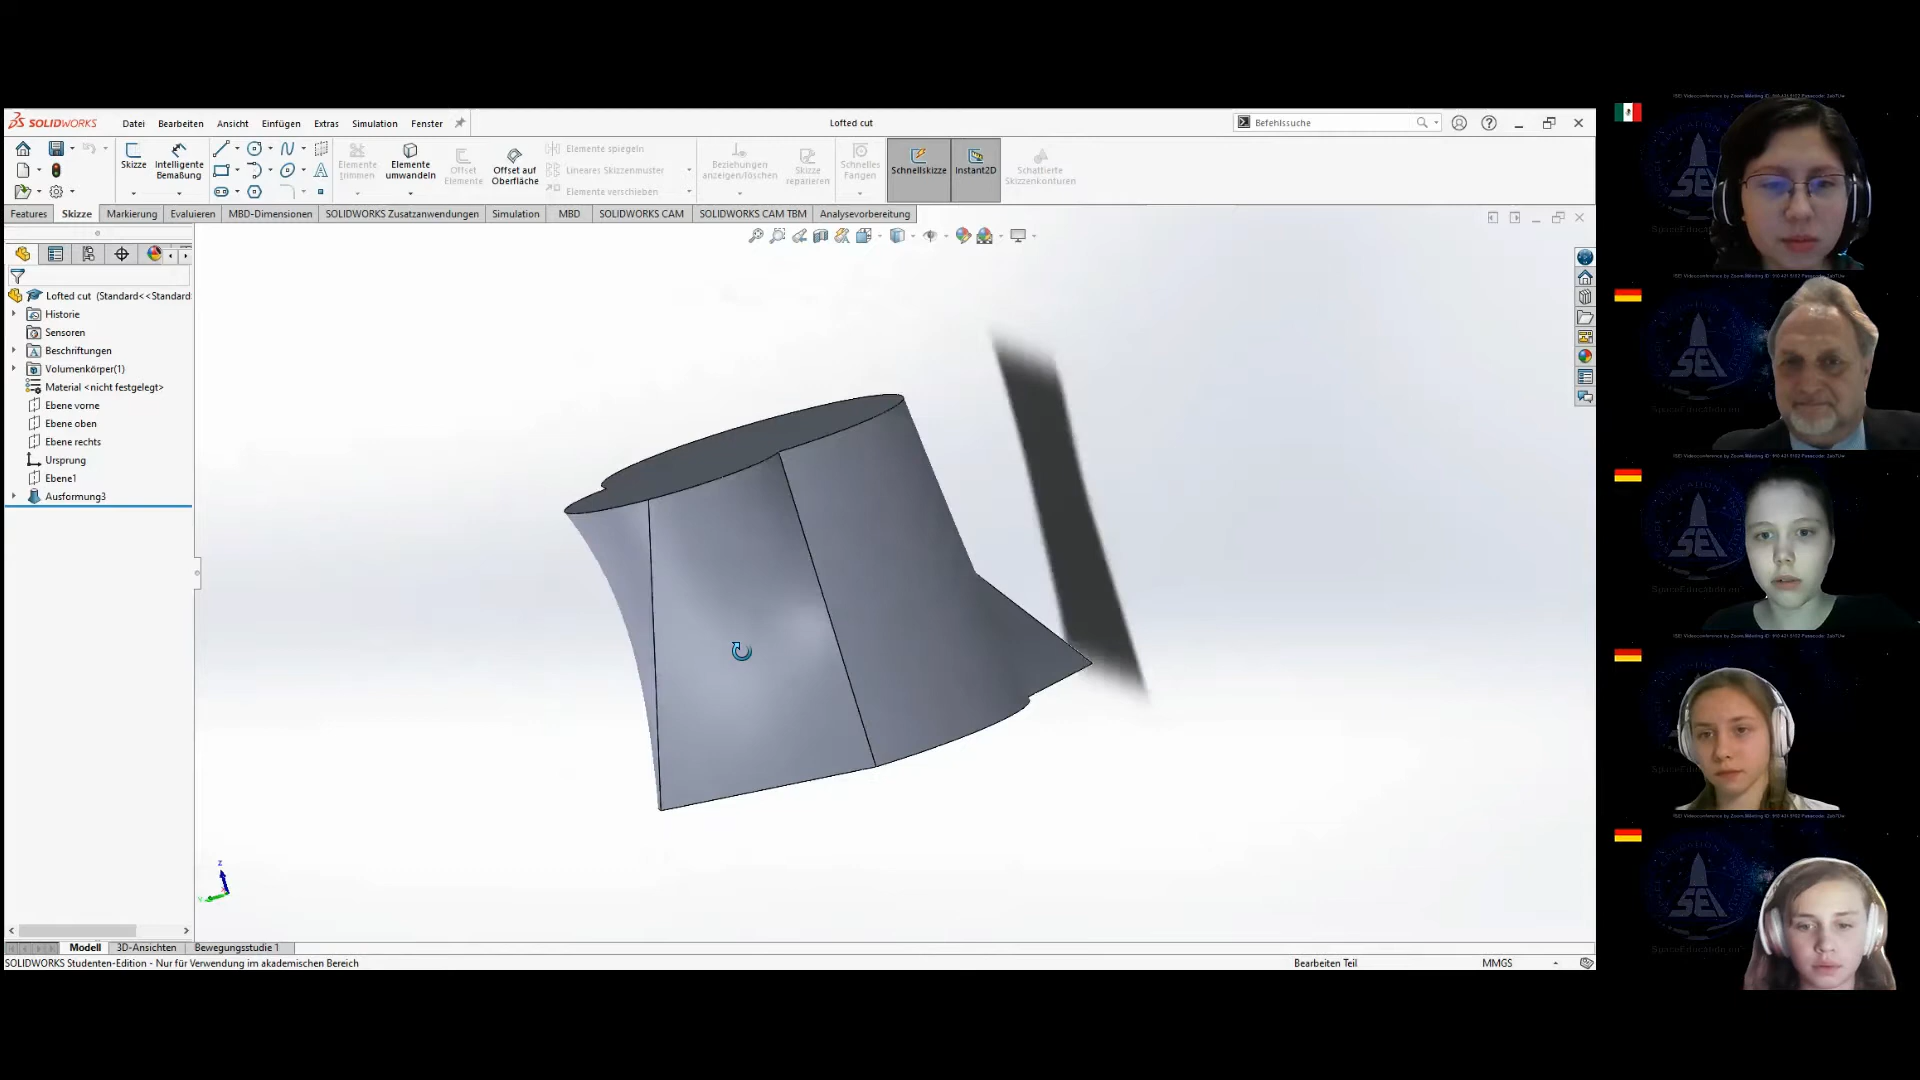 SOLIDWORKS Datei Bearbeiten Ansicht Einfügen Extras Simulation Fenster Lofted cut Befehlssuche
Skizze Intelligente Bemaßung Elemente trimmen Elemente umwandeln Offset Elemente Offset auf Oberfläche
Elemente spiegeln
Lineares Skizzenmuster
Elemente verschieben
Beziehungen anzeigen/löschen Skizze reparieren Schnelles Fangen Schnellskizze Instant2D Schattierte Skizzenkonturen
Features Skizze Markierung Evaluieren MBD-Dimensionen SOLIDWORKS Zusatzanwendungen Simulation MBD SOLIDWORKS CAM SOLIDWORKS CAM TBM Analysevorbereitung
Lofted cut (Standard<<Standard
Historie
Sensoren
Beschriftungen
Volumenkörper(1)
Material <nicht festgelegt>
Ebene vorne
Ebene oben
Ebene rechts
Ursprung
Ebene1
Ausformung3
z
Modell 3D-Ansichten Bewegungsstudie 1
SOLIDWORKS Studenten-Edition - Nur für Verwendung im akademischen Bereich Bearbeiten Teil MMGS
SEI
SEI
SEI
SEI